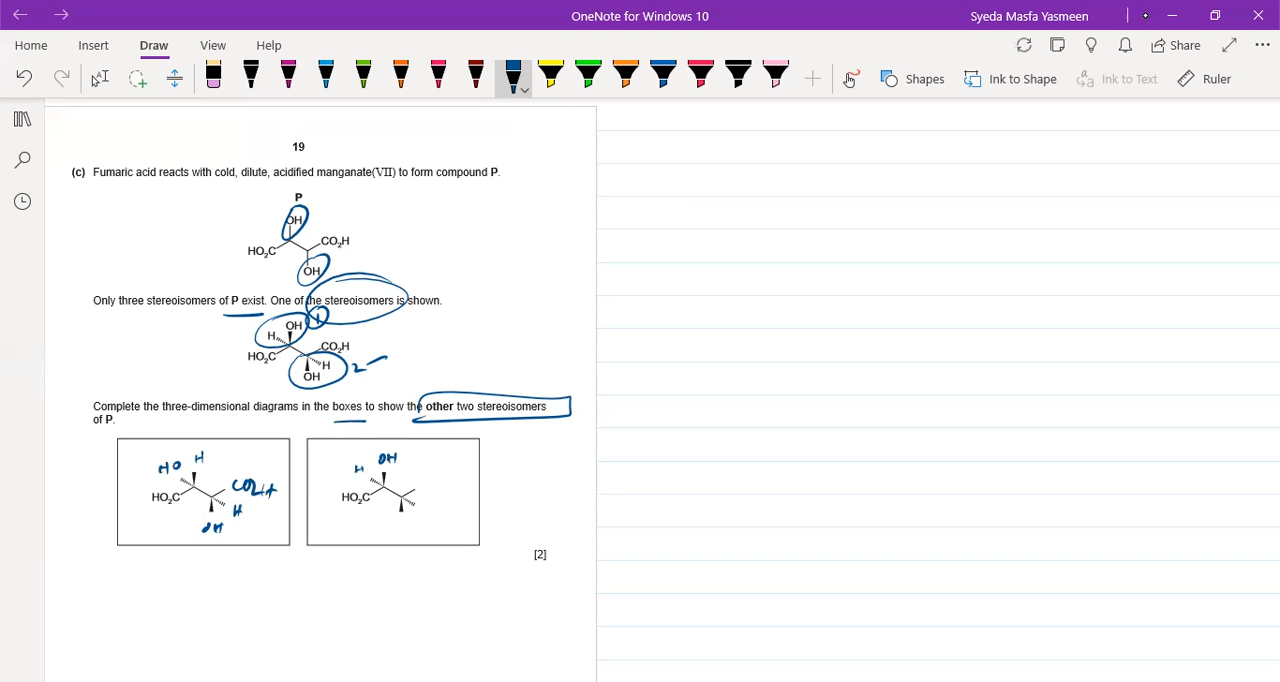 OneNote for Windows 10
Syeda Masfa Yasmeen
Home Insert Draw View Help
Share
Shapes
Ink to Shape
Ink to Text
Ruler
19
(c) Fumaric acid reacts with cold, dilute, acidified manganate(VII) to form compound P.
P
OH
HO₂C CO₂H
OH
Only three stereoisomers of P exist. One of the stereoisomers is shown.
OH 1
H
HO₂C CO₂H
H 2
OH
Complete the three-dimensional diagrams in the boxes to show the other two stereoisomers
of P.
HO H
HO₂C CO2H
H
OH
H OH
HO₂C
[2]